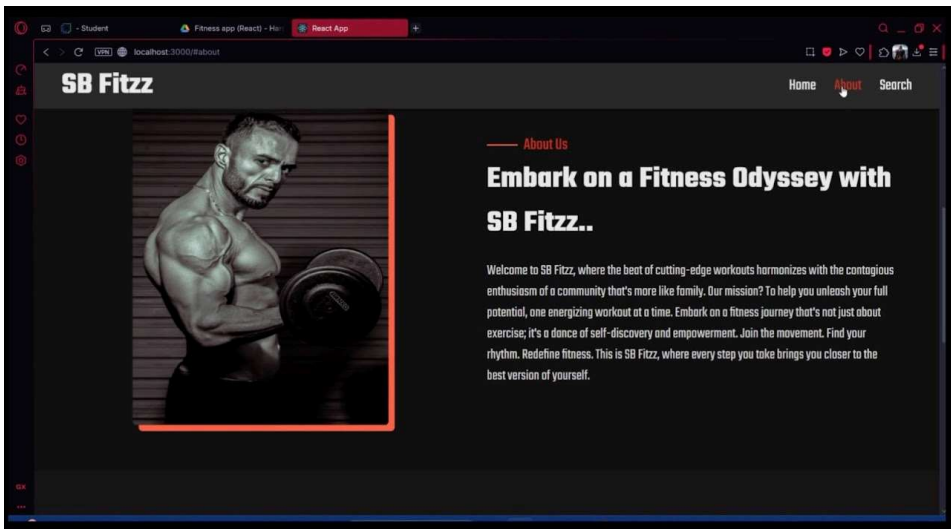 - Student
Fitness app (React) – Har
React App
VPN
localhost:3000/#about
SB Fitzz
Home About Search
About Us
Embark on a Fitness Odyssey with
SB Fitzz..
Welcome to SB Fitzz, where the beat of cutting-edge workouts harmonizes with the contagious
enthusiasm of a community that's more like family. Our mission? To help you unleash your full
potential, one energizing workout at a time. Embark on a fitness journey that's not just about
exercise; it's a dance of self-discovery and empowerment. Join the movement. Find your
rhythm. Redefine fitness. This is SB Fitzz, where every step you take brings you closer to the
best version of yourself.
GX